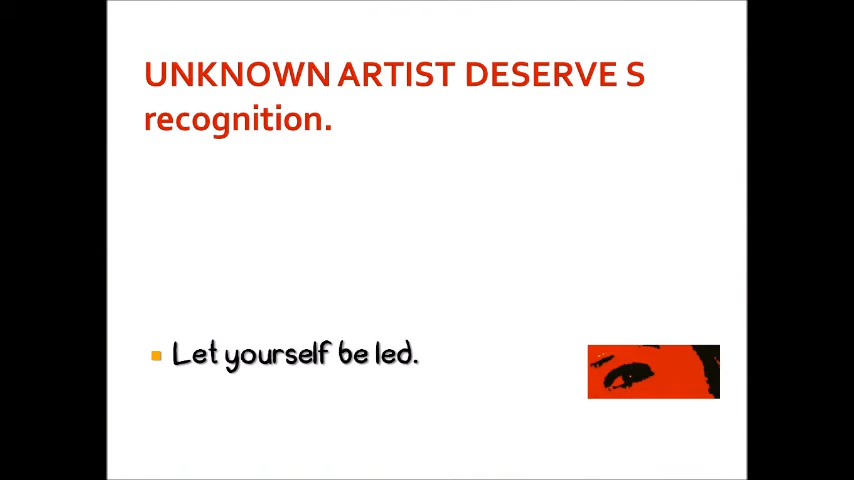 UNKNOWN ARTIST DESERVE S
recognition.
Let yourself be led.